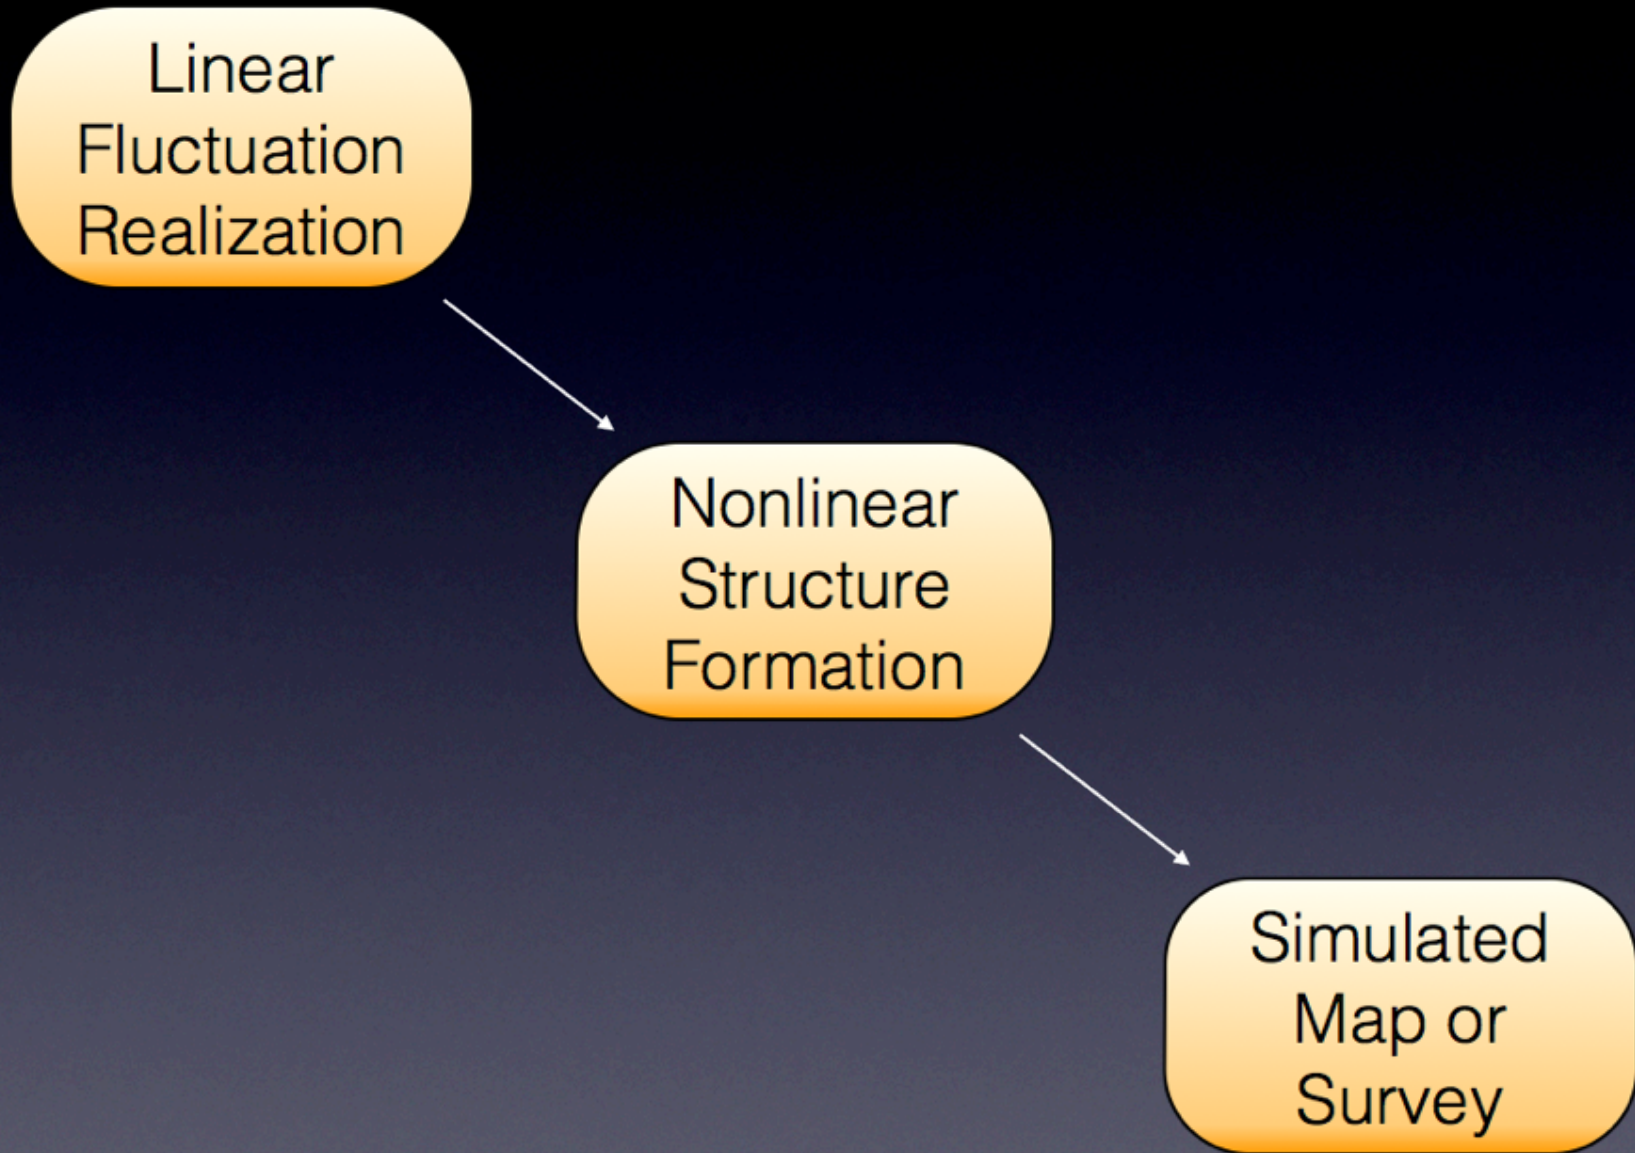 Linear
Fluctuation
Realization
Nonlinear
Structure
Formation
Simulated
Map or
Survey